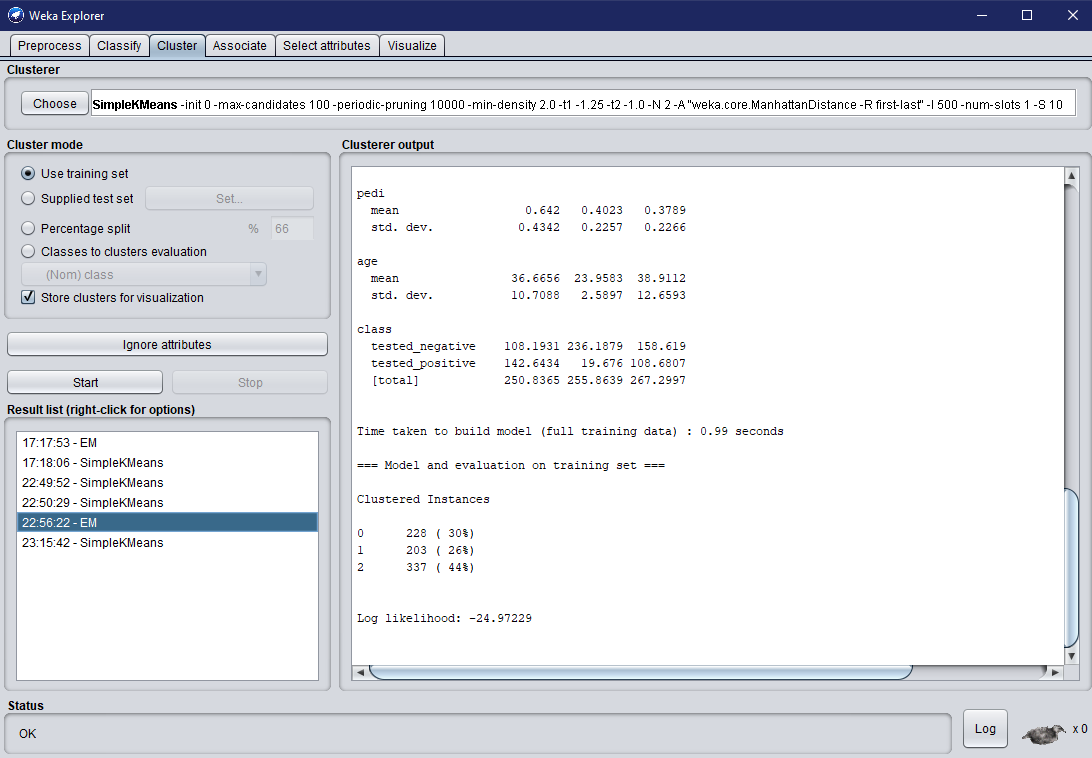 Weka Explorer
Preprocess Classify Cluster Associate Select attributes Visualize
Clusterer
Choose SimpleKMeans -init 0 -max-candidates 100 -periodic-pruning 10000 -min-density 2.0 -t1 -1.25 -t2 -1.0 -N 2 -A "weka.core.ManhattanDistance -R first-last" -I 500 -num-slots 1 -S 10
Cluster mode
Use training set
Supplied test set Set...
Percentage split % 66
Classes to clusters evaluation
(Nom) class
Store clusters for visualization
Ignore attributes
Start Stop
Result list (right-click for options)
17:17:53 - EM
17:18:06 - SimpleKMeans
22:49:52 - SimpleKMeans
22:50:29 - SimpleKMeans
22:56:22 - EM
23:15:42 - SimpleKMeans
Clusterer output
pedi
mean 0.642 0.4023 0.3789
std. dev. 0.4342 0.2257 0.2266
age
mean 36.6656 23.9583 38.9112
std. dev. 10.7088 2.5897 12.6593
class
tested_negative 108.1931 236.1879 158.619
tested_positive 142.6434 19.676 108.6807
[total] 250.8365 255.8639 267.2997
Time taken to build model (full training data) : 0.99 seconds
=== Model and evaluation on training set ===
Clustered Instances
0 228 ( 30%)
1 203 ( 26%)
2 337 ( 44%)
Log likelihood: -24.97229
Status
OK
Log x 0